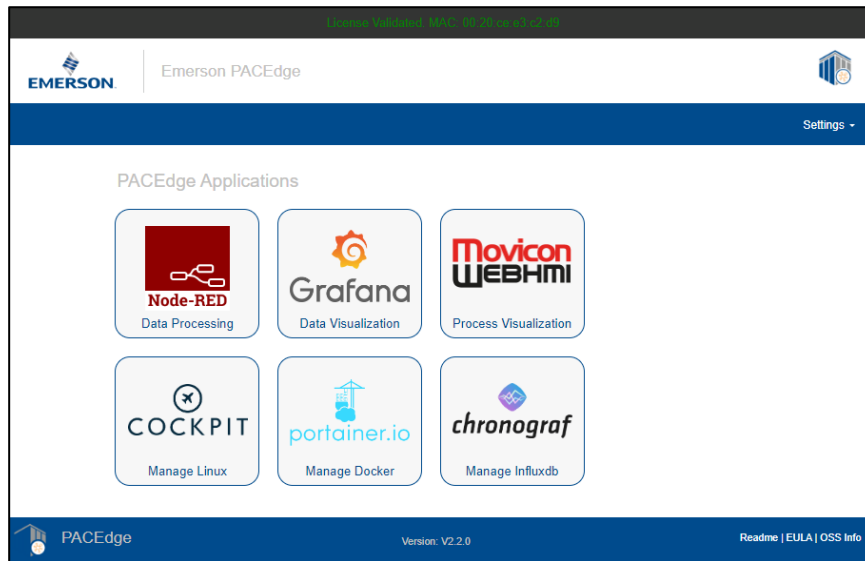 License Validated. MAC: 00:20:ce:e3:c2:d9
EMERSON.
Emerson PACEdge
Settings
PACEdge Applications
Node-RED
Data Processing
Grafana
Data Visualization
Movicon
WEBHMI
Process Visualization
COCKPIT
Manage Linux
portainer.io
Manage Docker
chronograf
Manage Influxdb
PACEdge
Version: V2.2.0
Readme | EULA | OSS Info